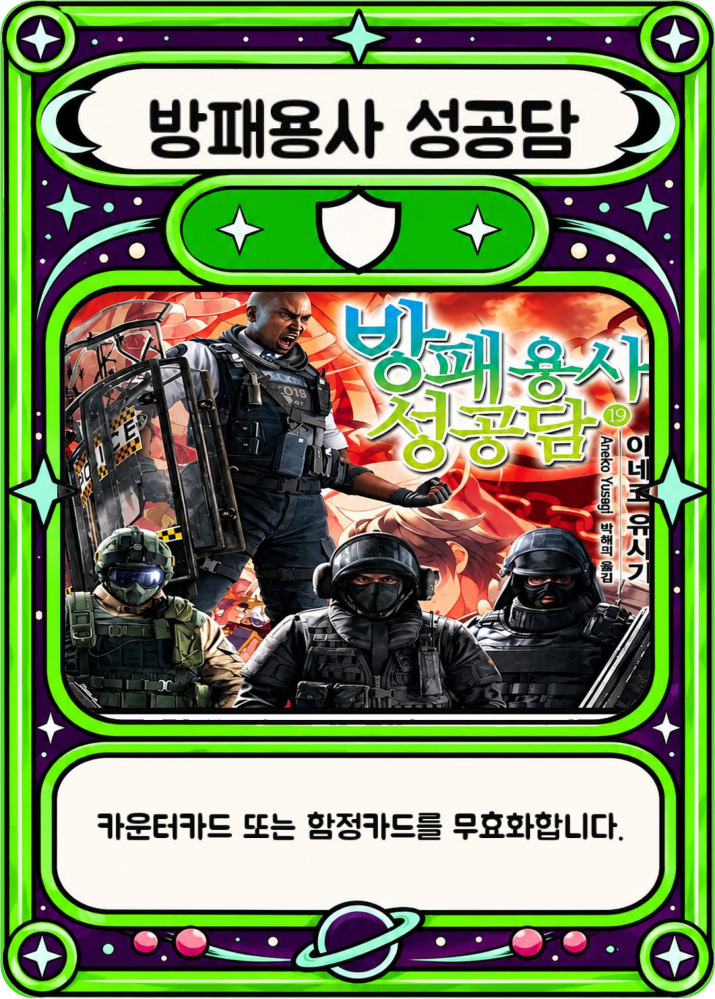 방패용사 성공담
방패용사
성공담 19
아네코 유사기
Aneko Yusagi 박해의 옮김
POLICE
019
카운터카드 또는 함정카드를 무효화합니다.